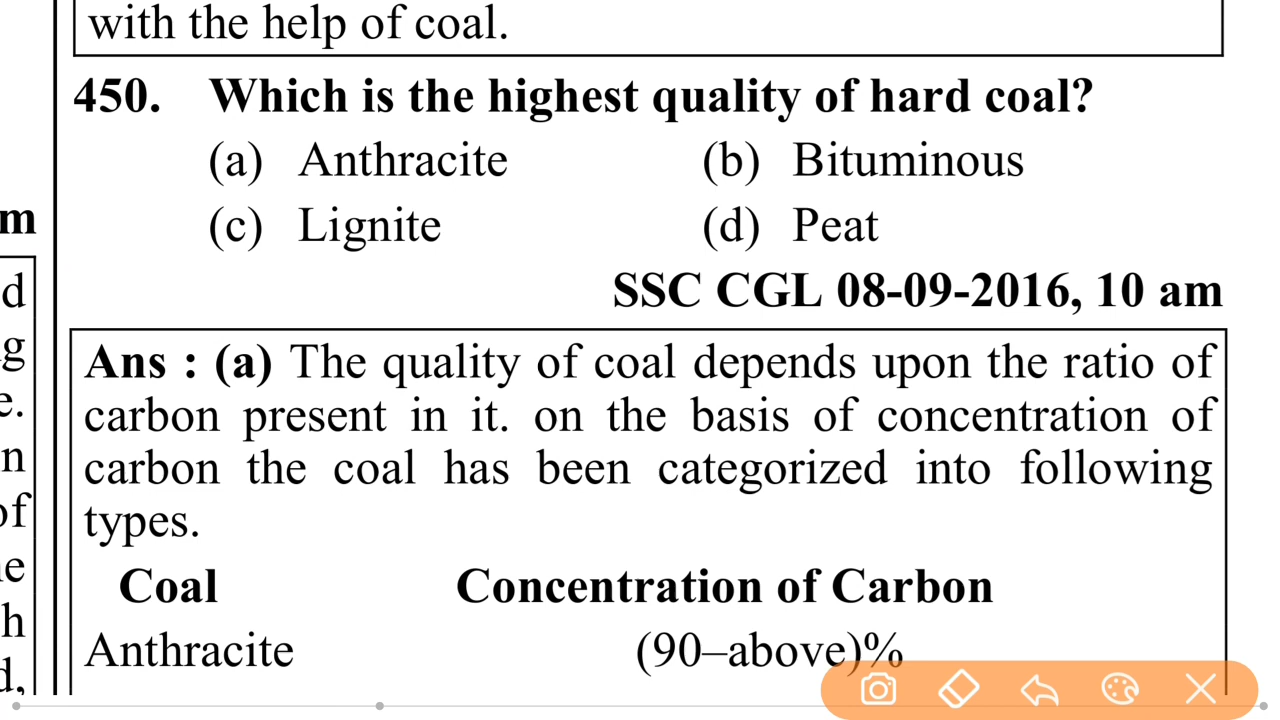 with the help of coal.
450. Which is the highest quality of hard coal?
(a) Anthracite (b) Bituminous
(c) Lignite (d) Peat
SSC CGL 08-09-2016, 10 am
Ans : (a) The quality of coal depends upon the ratio of
carbon present in it. on the basis of concentration of
carbon the coal has been categorized into following
types.
Coal Concentration of Carbon
Anthracite (90–above)%